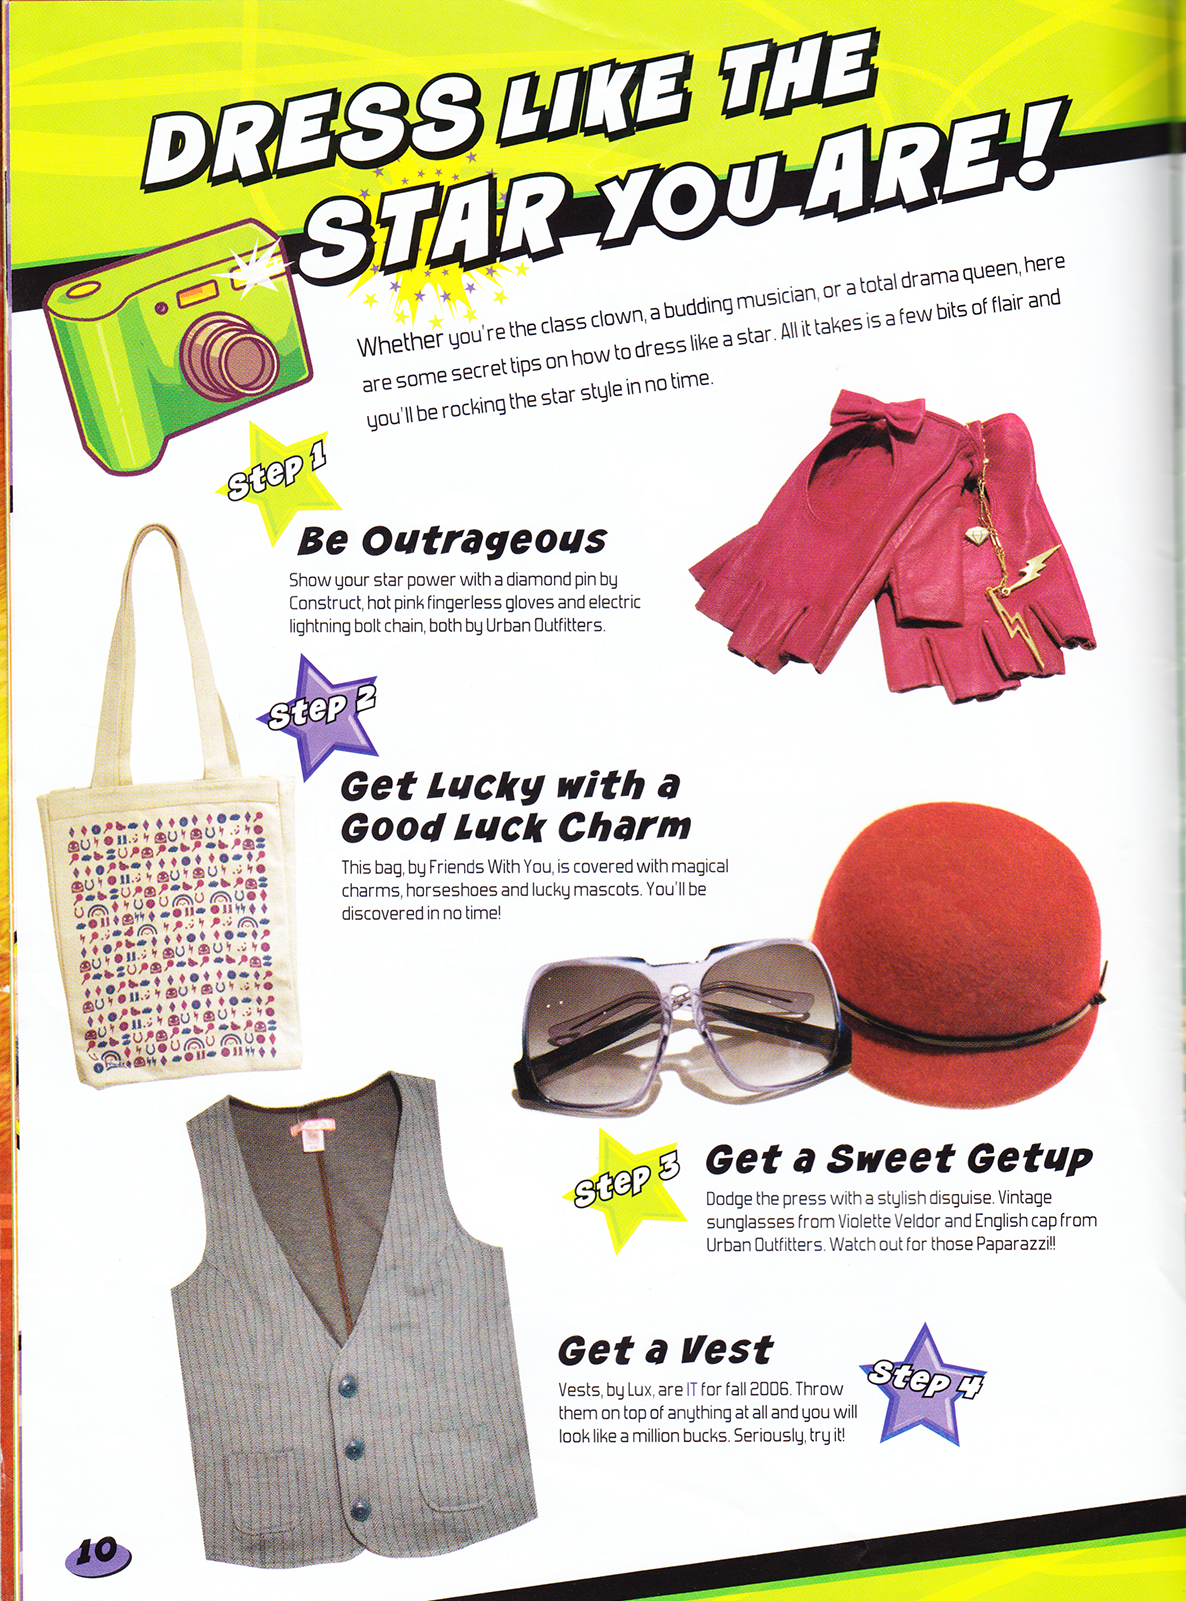 DRESS LIKE THE
STAR YOU ARE!
Whether you're the class clown, a budding musician, or a total drama queen, here
are some secret tips on how to dress like a star. All it takes is a few bits of flair and
you'll be rocking the star style in no time.
Step 1
Be Outrageous
Show your star power with a diamond pin by
Construct, hot pink fingerless gloves and electric
lightning bolt chain, both by Urban Outfitters.
Step 2
Get Lucky with a
Good Luck Charm
This bag, by Friends With You, is covered with magical
charms, horseshoes and lucky mascots. You'll be
discovered in no time!
Step 3
Get a Sweet Getup
Dodge the press with a stylish disguise. Vintage
sunglasses from Violette Veldor and English cap from
Urban Outfitters. Watch out for those Paparazzi!!
Get a Vest
Step 4
Vests, by Lux, are IT for fall 2006. Throw
them on top of anything at all and you will
look like a million bucks. Seriously, try it!
10